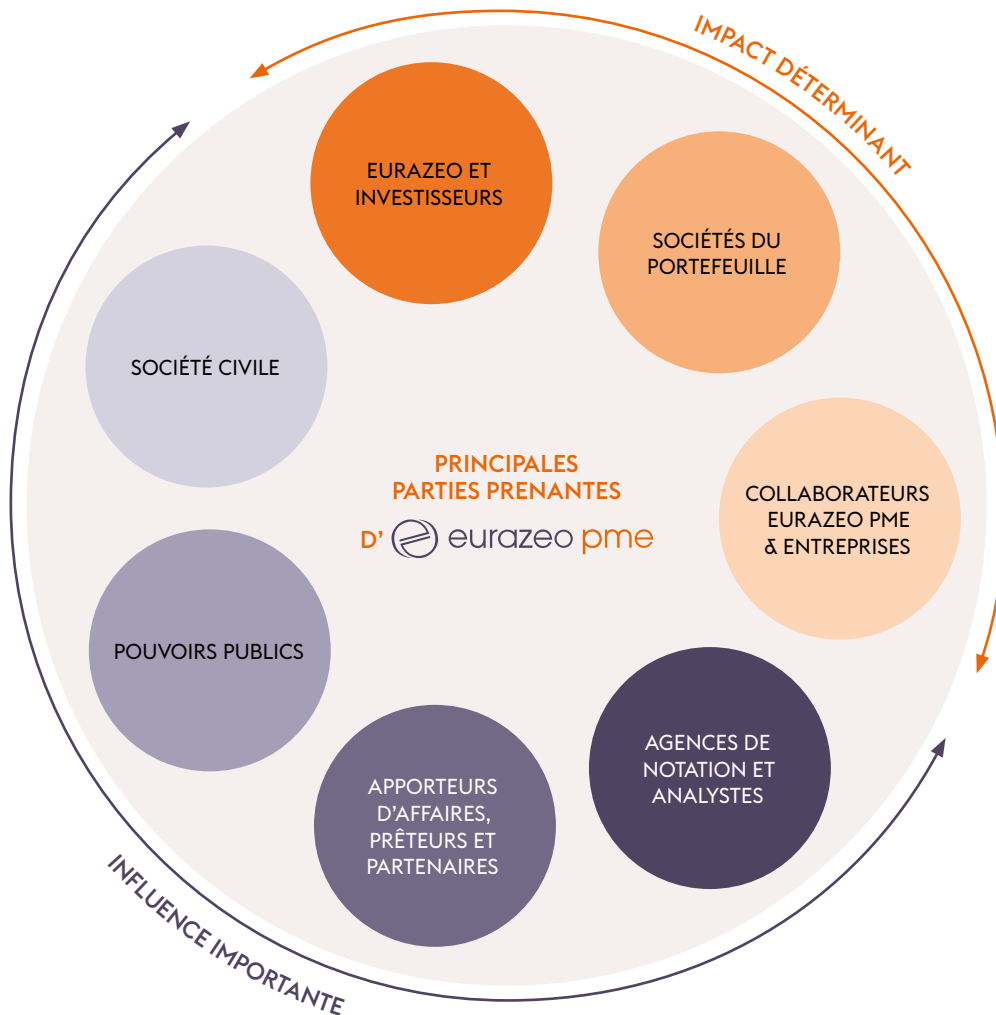 IMPACT DÉTERMINANT
EURAZEO ET
INVESTISSEURS
SOCIÉTÉS DU
PORTEFEUILLE
SOCIÉTÉ CIVILE
PRINCIPALES
PARTIES PRENANTES
D' eurazeo pme
COLLABORATEURS
EURAZEO PME
& ENTREPRISES
POUVOIRS PUBLICS
AGENCES DE
NOTATION ET
ANALYSTES
APPORTEURS
D'AFFAIRES,
PRÊTEURS ET
PARTENAIRES
INFLUENCE IMPORTANTE